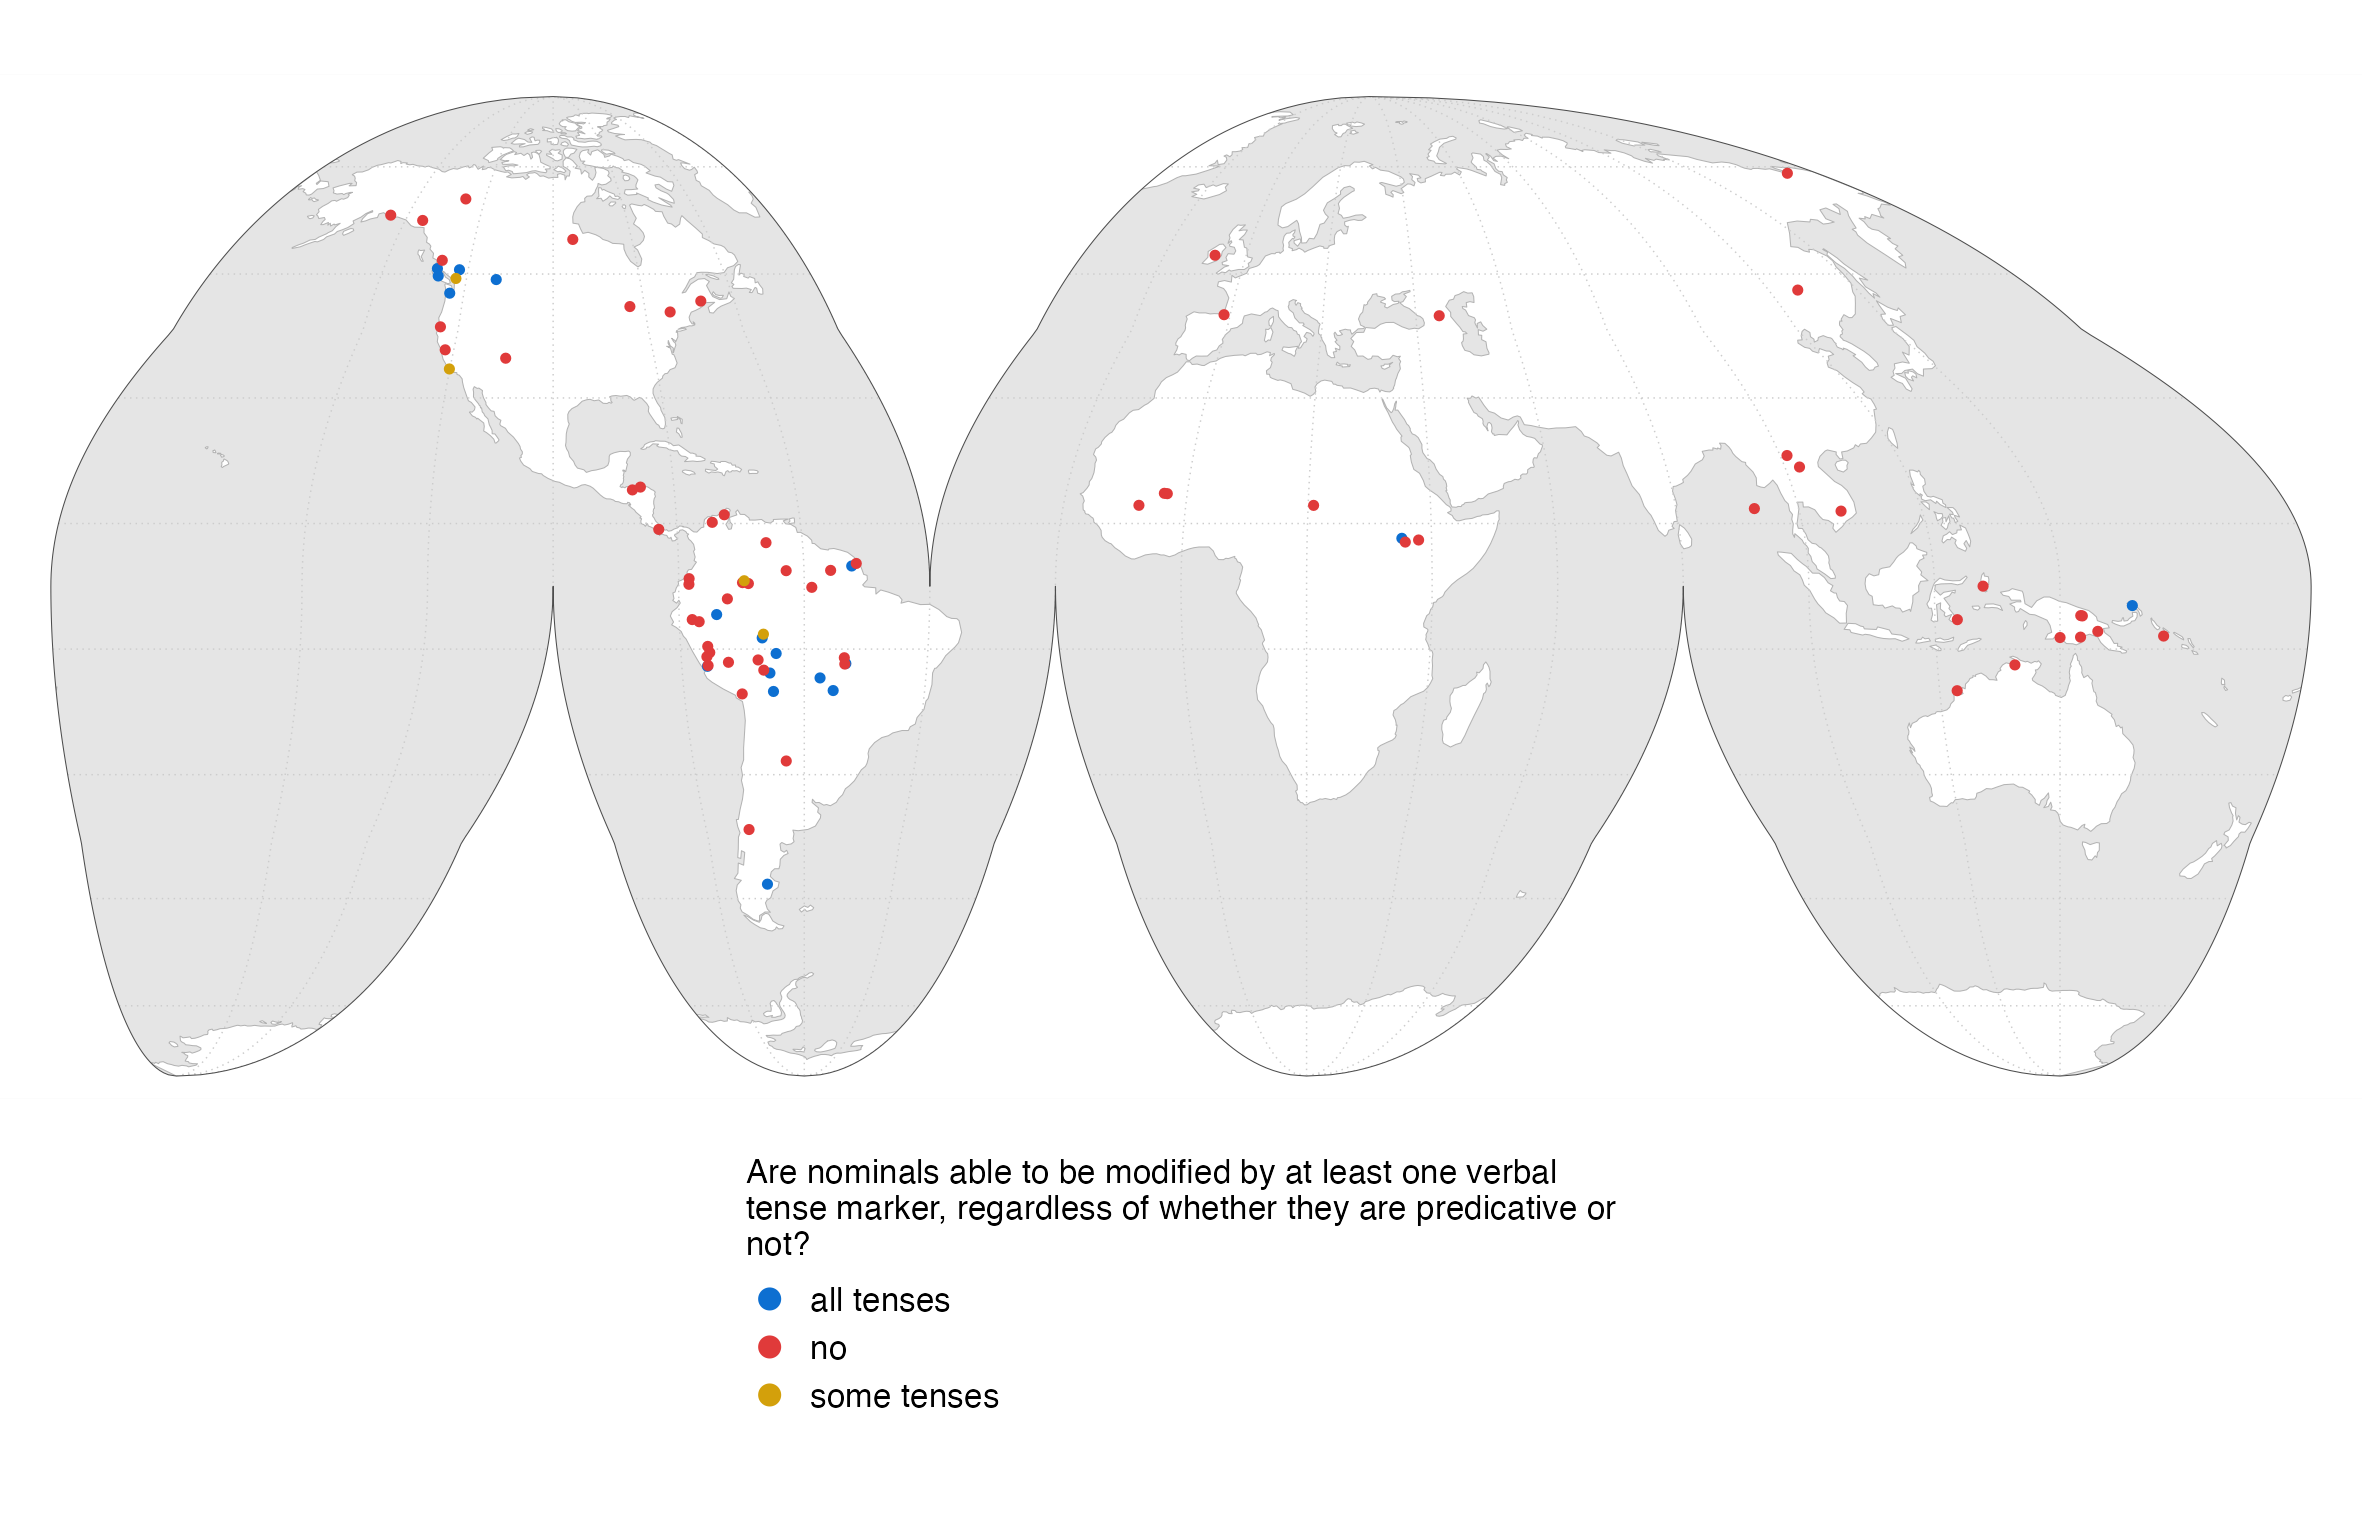 Are nominals able to be modified by at least one verbal
tense marker, regardless of whether they are predicative or
not?
all tenses
no
some tenses